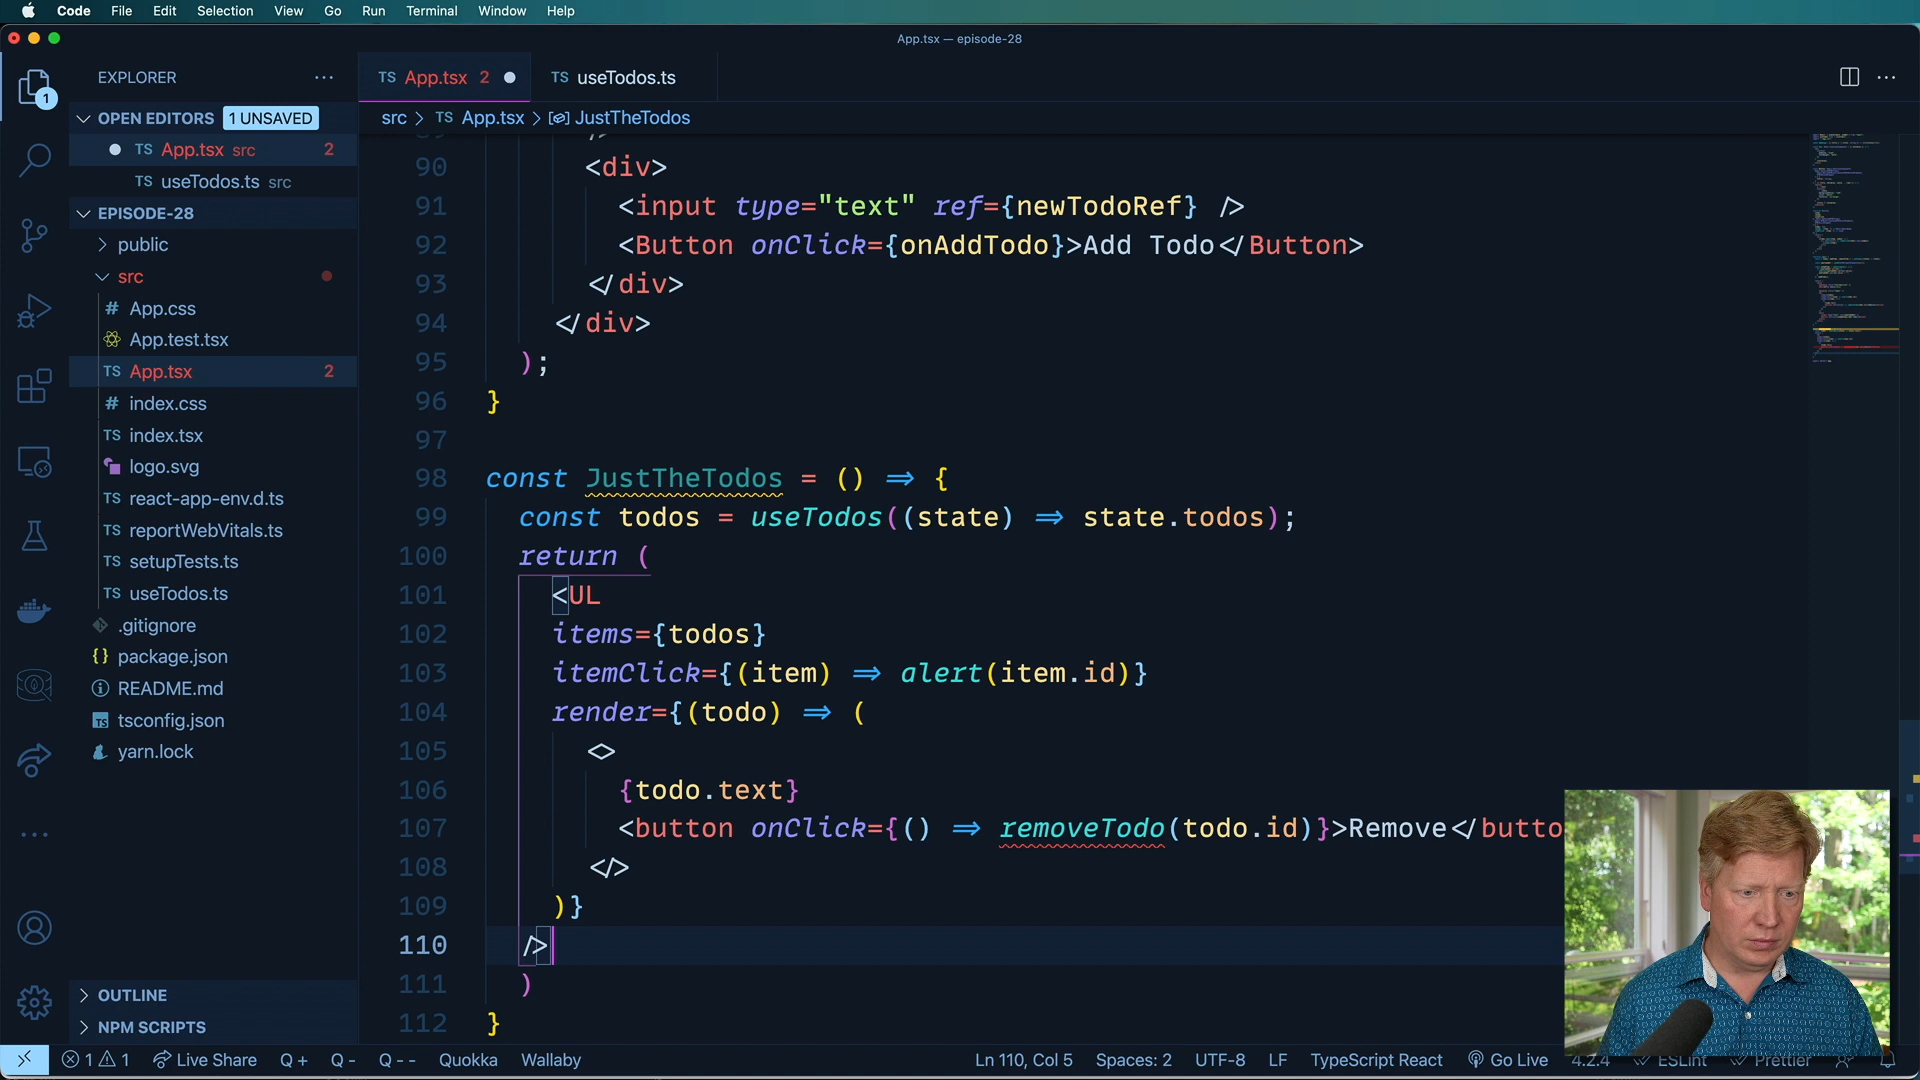 Code File Edit Selection View Go Run Terminal Window Help
App.tsx — episode-28
EXPLORER
OPEN EDITORS 1 UNSAVED
TS App.tsx src 2
TS useTodos.ts src
EPISODE-28
public
src
# App.css
App.test.tsx
TS App.tsx 2
# index.css
TS index.tsx
logo.svg
TS react-app-env.d.ts
TS reportWebVitals.ts
TS setupTests.ts
TS useTodos.ts
.gitignore
{} package.json
README.md
TS tsconfig.json
yarn.lock
OUTLINE
NPM SCRIPTS
1
TS App.tsx 2
TS useTodos.ts
src > TS App.tsx > JustTheTodos
90 <div>
91 <input type="text" ref={newTodoRef} />
92 <Button onClick={onAddTodo}>Add Todo</Button>
93 </div>
94 </div>
95 );
96 }
97
98 const JustTheTodos = () => {
99 const todos = useTodos((state) => state.todos);
100 return (
101 <UL
102 items={todos}
103 itemClick={(item) => alert(item.id)}
104 render={(todo) => (
105 <>
106 {todo.text}
107 <button onClick={() => removeTodo(todo.id)}>Remove</butto
108 </>
109 )}
110 />
111 )
112 }
1 1 Live Share Q + Q - Q - - Quokka Wallaby Ln 110, Col 5 Spaces: 2 UTF-8 LF TypeScript React Go Live 4.2.4 ESLint Prettier